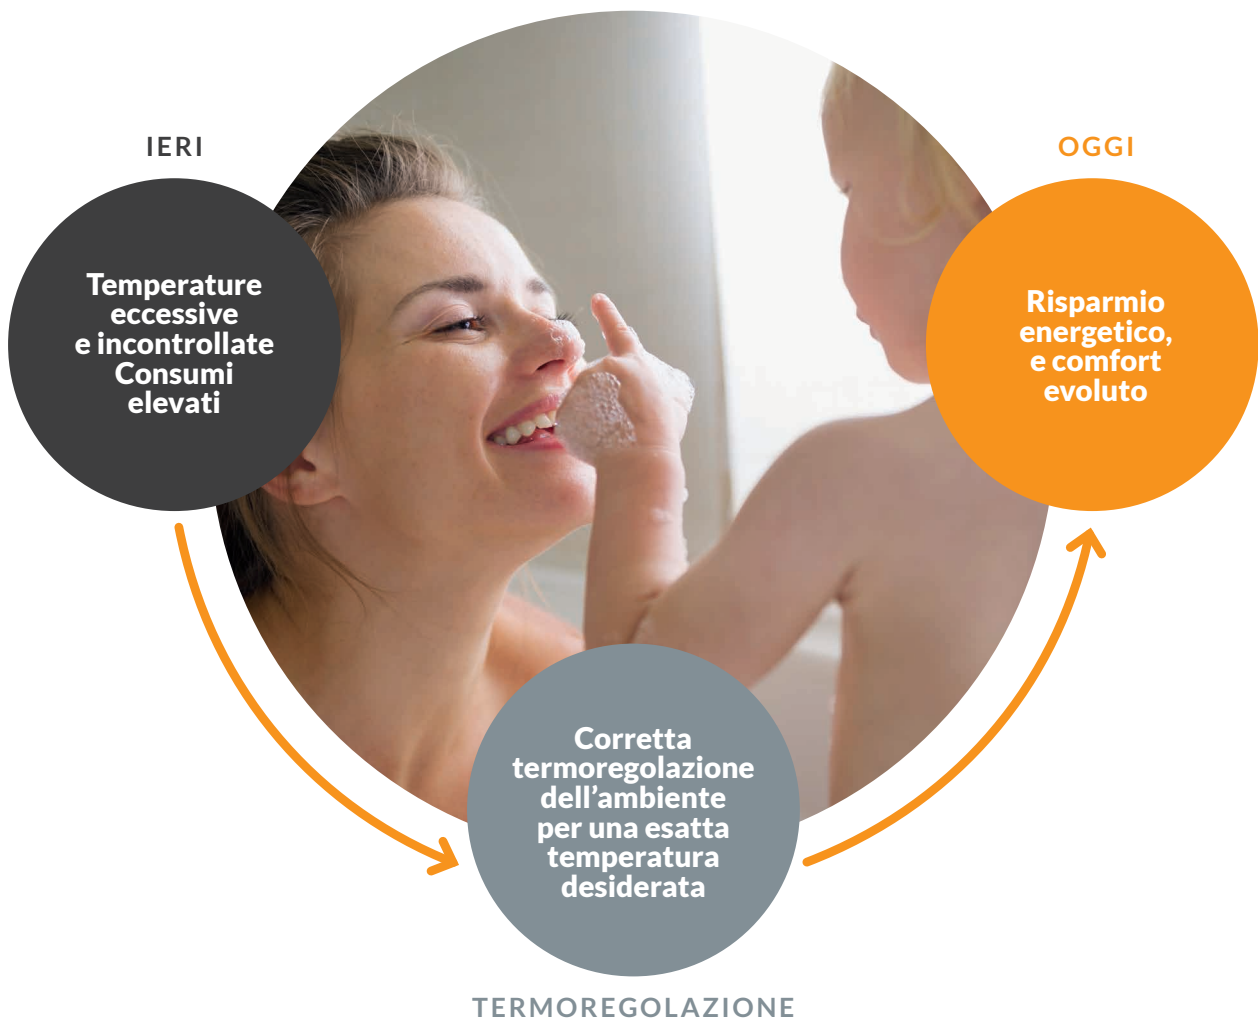 IERI
Temperature
eccessive
e incontrollate
Consumi
elevati
OGGI
Risparmio
energetico,
e comfort
evoluto
Corretta
termoregolazione
dell’ambiente
per una esatta
temperatura
desiderata
TERMOREGOLAZIONE